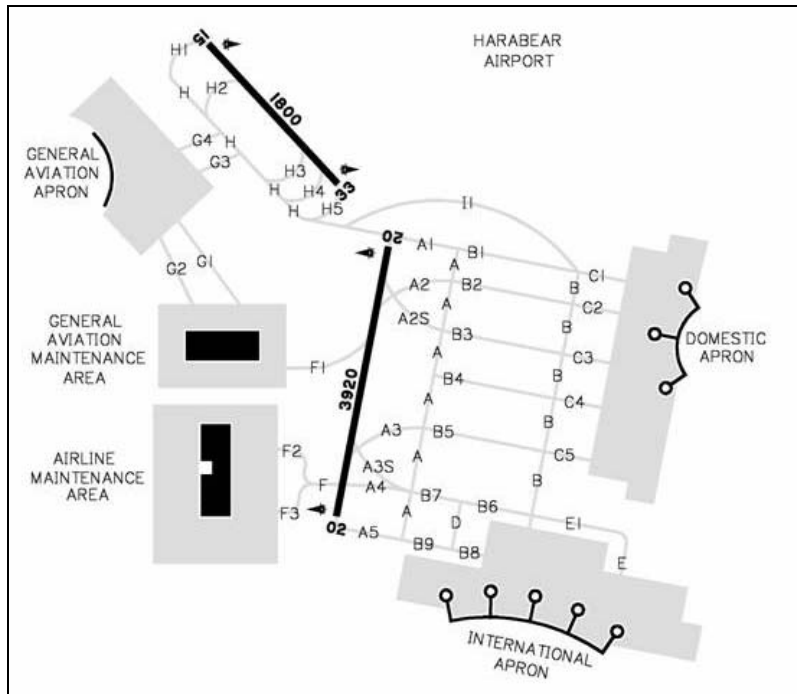 HARABEAR
AIRPORT
15
H1
H
H2
1800
G4
H
G3
H3
H
H4
33
H
H5
GENERAL
AVIATION
APRON
I1
20
A1
B1
A
C1
G2
G1
A2
B2
B
C2
A
A2S
B3
B
C3
DOMESTIC
APRON
GENERAL
AVIATION
MAINTENANCE
AREA
F1
A
B4
B
C4
3920
A
B
A3
B5
C5
AIRLINE
MAINTENANCE
AREA
F2
A3S
A
B
F
A4
B7
B6
F3
02
A
D
E1
A5
B9
B8
E
INTERNATIONAL
APRON